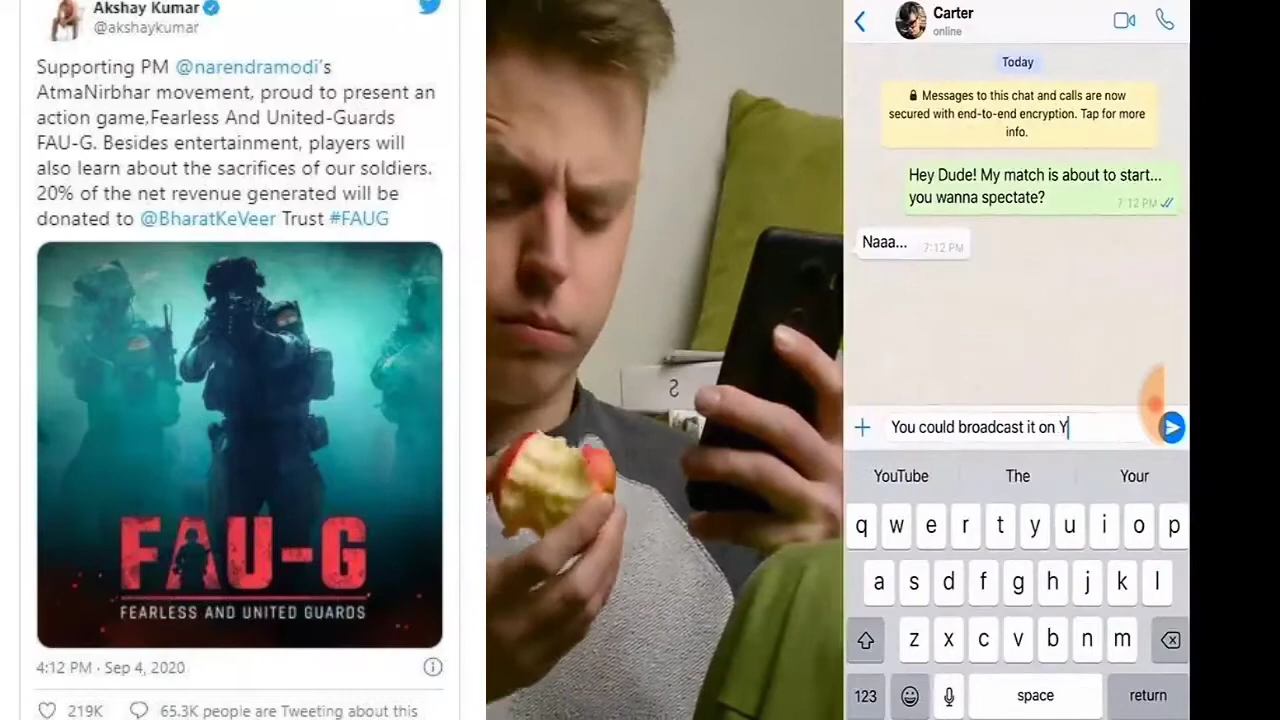 Akshay Kumar
@akshaykumar
Supporting PM @narendramodi's
AtmaNirbhar movement, proud to present an
action game,Fearless And United-Guards
FAU-G. Besides entertainment, players will
also learn about the sacrifices of our soldiers.
20% of the net revenue generated will be
donated to @BharatKeVeer Trust #FAUG
FAU-G
FEARLESS AND UNITED GUARDS
4:12 PM · Sep 4, 2020
219K
65.3K people are Tweeting about this
Carter
online
Today
Messages to this chat and calls are now
secured with end-to-end encryption. Tap for more
info.
Hey Dude! My match is about to start...
you wanna spectate?
7:12 PM
Naaa...
7:12 PM
You could broadcast it on Y
YouTube The Your
q w e r t y u i o p
a s d f g h j k l
z x c v b n m
123 space return